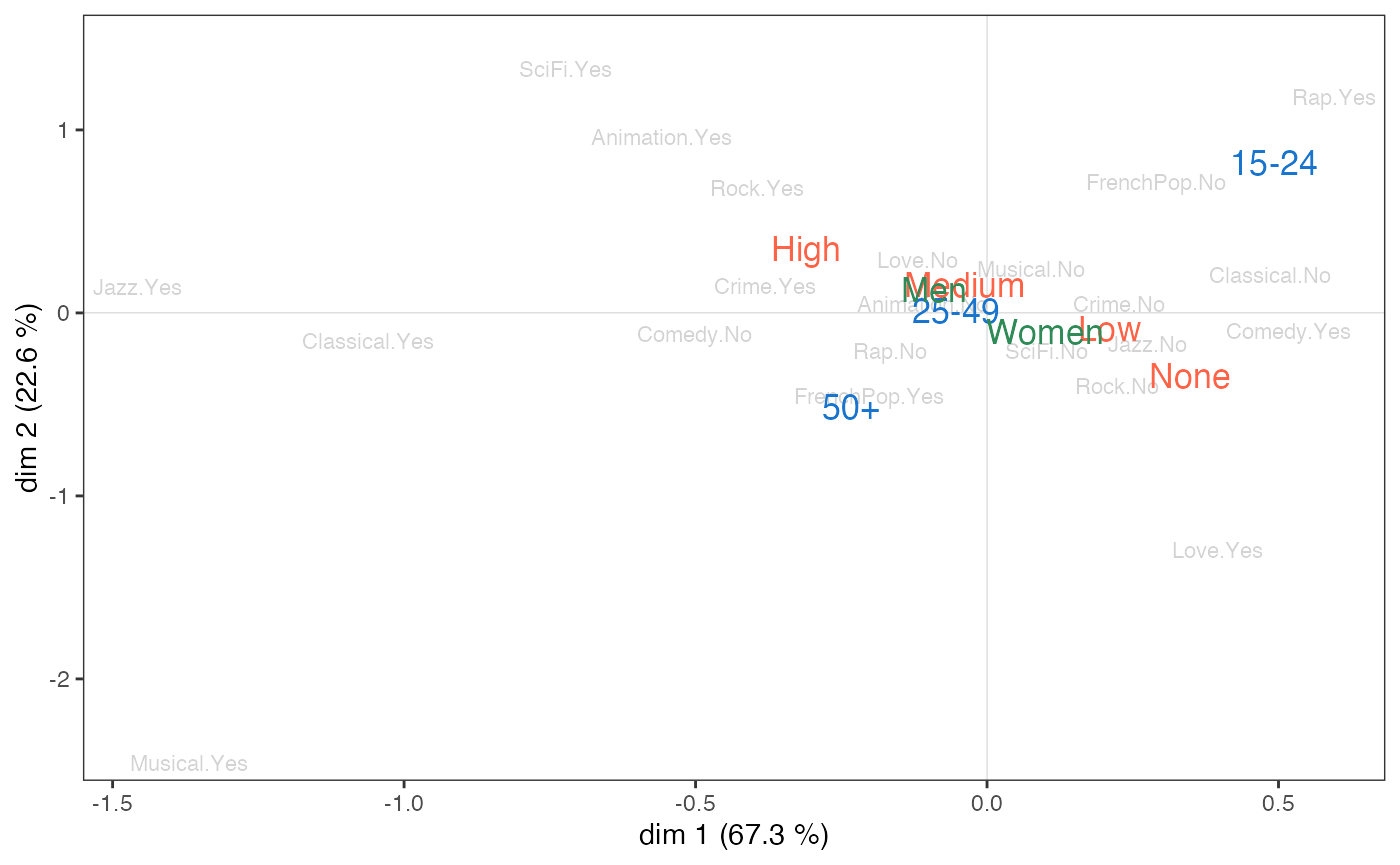 SciFi.Yes
Rap.Yes
1
Animation.Yes
15-24
FrenchPop.No
Rock.Yes
High
Love.No
Musical.No
Classical.No
Jazz.Yes
Crime.Yes
Medium
Men
Animation.No
Crime.No
0
25-49
Classical.Yes
Comedy.No
Women
Low
Comedy.Yes
Rap.No
SciFi.No
Jazz.No
None
Rock.No
FrenchPop.Yes
50+
dim 2 (22.6 %)
-1
Love.Yes
-2
Musical.Yes
-1.5
-1.0
-0.5
0.0
0.5
dim 1 (67.3 %)